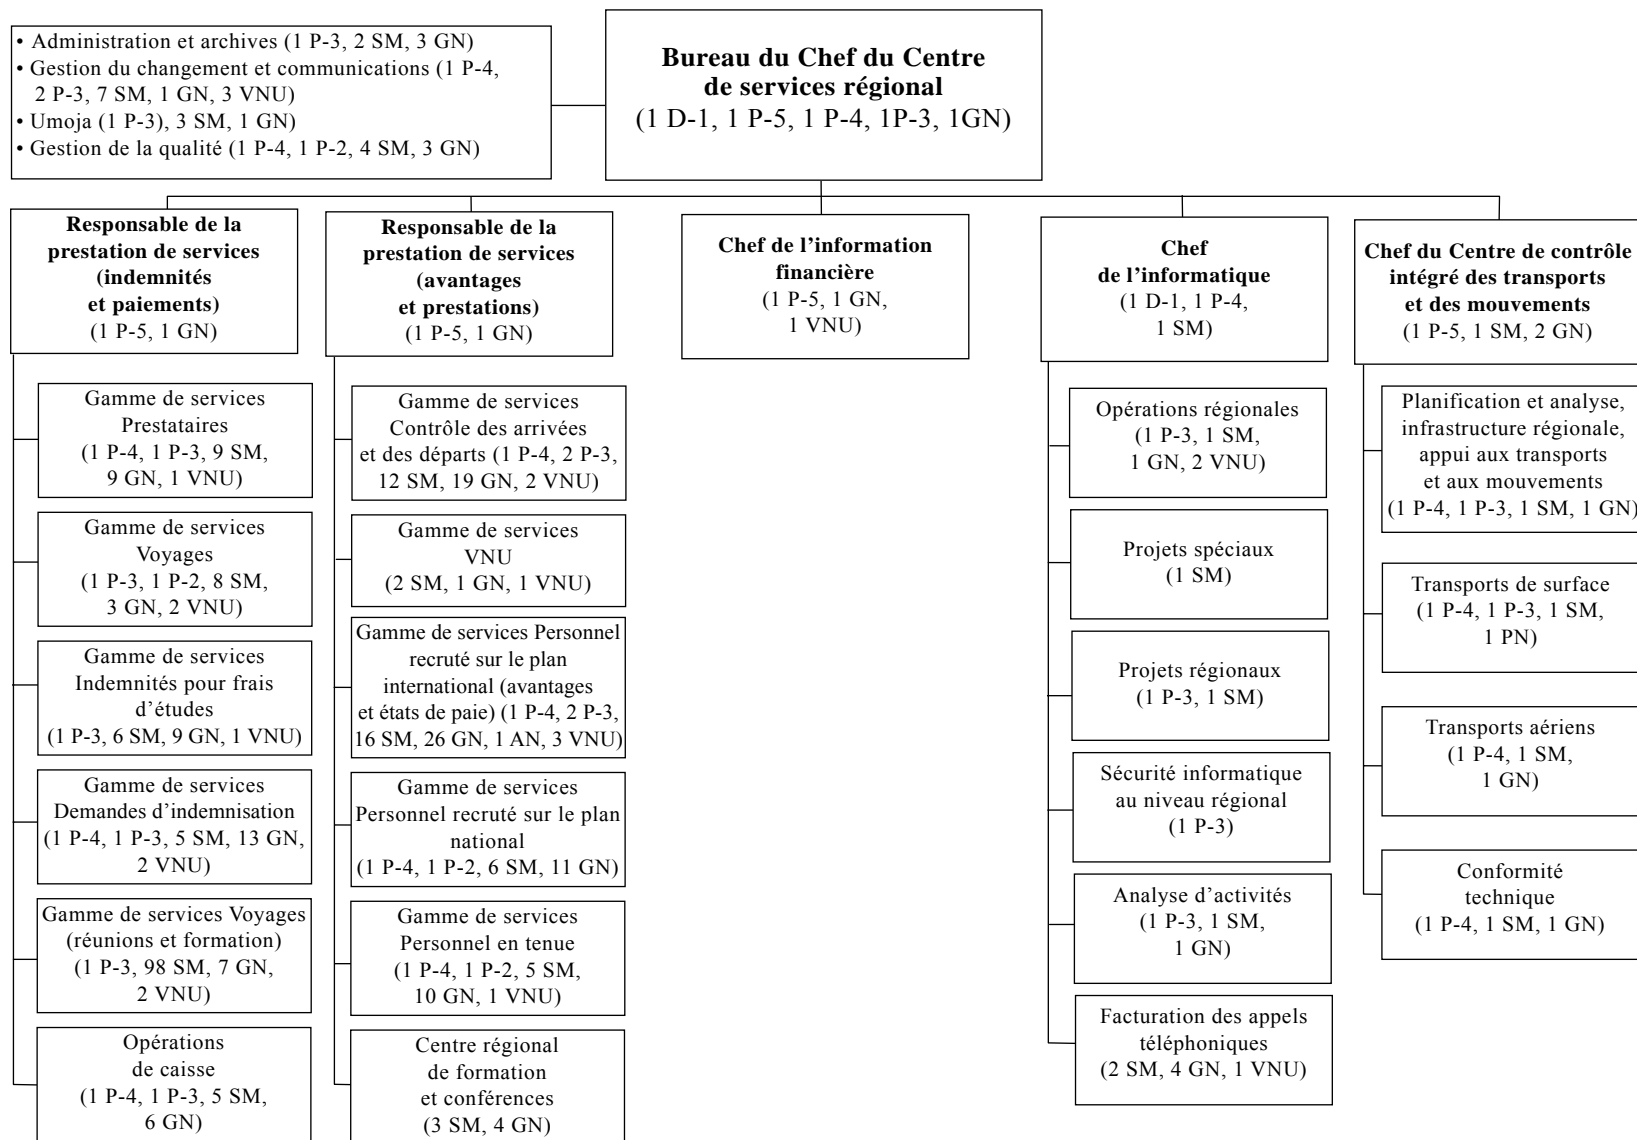 • Administration et archives (1 P-3, 2 SM, 3 GN)
• Gestion du changement et communications (1 P-4,
2 P-3, 7 SM, 1 GN, 3 VNU)
• Umoja (1 P-3), 3 SM, 1 GN)
• Gestion de la qualité (1 P-4, 1 P-2, 4 SM, 3 GN)
Bureau du Chef du Centre
de services régional
(1 D-1, 1 P-5, 1 P-4, 1P-3, 1GN)
Responsable de la
prestation de services
(indemnités
et paiements)
(1 P-5, 1 GN)
Gamme de services
Prestataires
(1 P-4, 1 P-3, 9 SM,
9 GN, 1 VNU)
Gamme de services
Voyages
(1 P-3, 1 P-2, 8 SM,
3 GN, 2 VNU)
Gamme de services
Indemnités pour frais
d’études
(1 P-3, 6 SM, 9 GN, 1 VNU)
Gamme de services
Demandes d’indemnisation
(1 P-4, 1 P-3, 5 SM, 13 GN,
2 VNU)
Gamme de services Voyages
(réunions et formation)
(1 P-3, 98 SM, 7 GN,
2 VNU)
Opérations
de caisse
(1 P-4, 1 P-3, 5 SM,
6 GN)
Responsable de la
prestation de services
(avantages
et prestations)
(1 P-5, 1 GN)
Gamme de services
Contrôle des arrivées
et des départs (1 P-4, 2 P-3,
12 SM, 19 GN, 2 VNU)
Gamme de services
VNU
(2 SM, 1 GN, 1 VNU)
Gamme de services Personnel
recruté sur le plan
international (avantages
et états de paie) (1 P-4, 2 P-3,
16 SM, 26 GN, 1 AN, 3 VNU)
Gamme de services
Personnel recruté sur le plan
national
(1 P-4, 1 P-2, 6 SM, 11 GN)
Gamme de services
Personnel en tenue
(1 P-4, 1 P-2, 5 SM,
10 GN, 1 VNU)
Centre régional
de formation
et conférences
(3 SM, 4 GN)
Chef de l’information
financière
(1 P-5, 1 GN,
1 VNU)
Chef
de l’informatique
(1 D-1, 1 P-4,
1 SM)
Opérations régionales
(1 P-3, 1 SM,
1 GN, 2 VNU)
Projets spéciaux
(1 SM)
Projets régionaux
(1 P-3, 1 SM)
Sécurité informatique
au niveau régional
(1 P-3)
Analyse d’activités
(1 P-3, 1 SM,
1 GN)
Facturation des appels
téléphoniques
(2 SM, 4 GN, 1 VNU)
Chef du Centre de contrôle
intégré des transports
et des mouvements
(1 P-5, 1 SM, 2 GN)
Planification et analyse,
infrastructure régionale,
appui aux transports
et aux mouvements
(1 P-4, 1 P-3, 1 SM, 1 GN)
Transports de surface
(1 P-4, 1 P-3, 1 SM,
1 PN)
Transports aériens
(1 P-4, 1 SM,
1 GN)
Conformité
technique
(1 P-4, 1 SM, 1 GN)